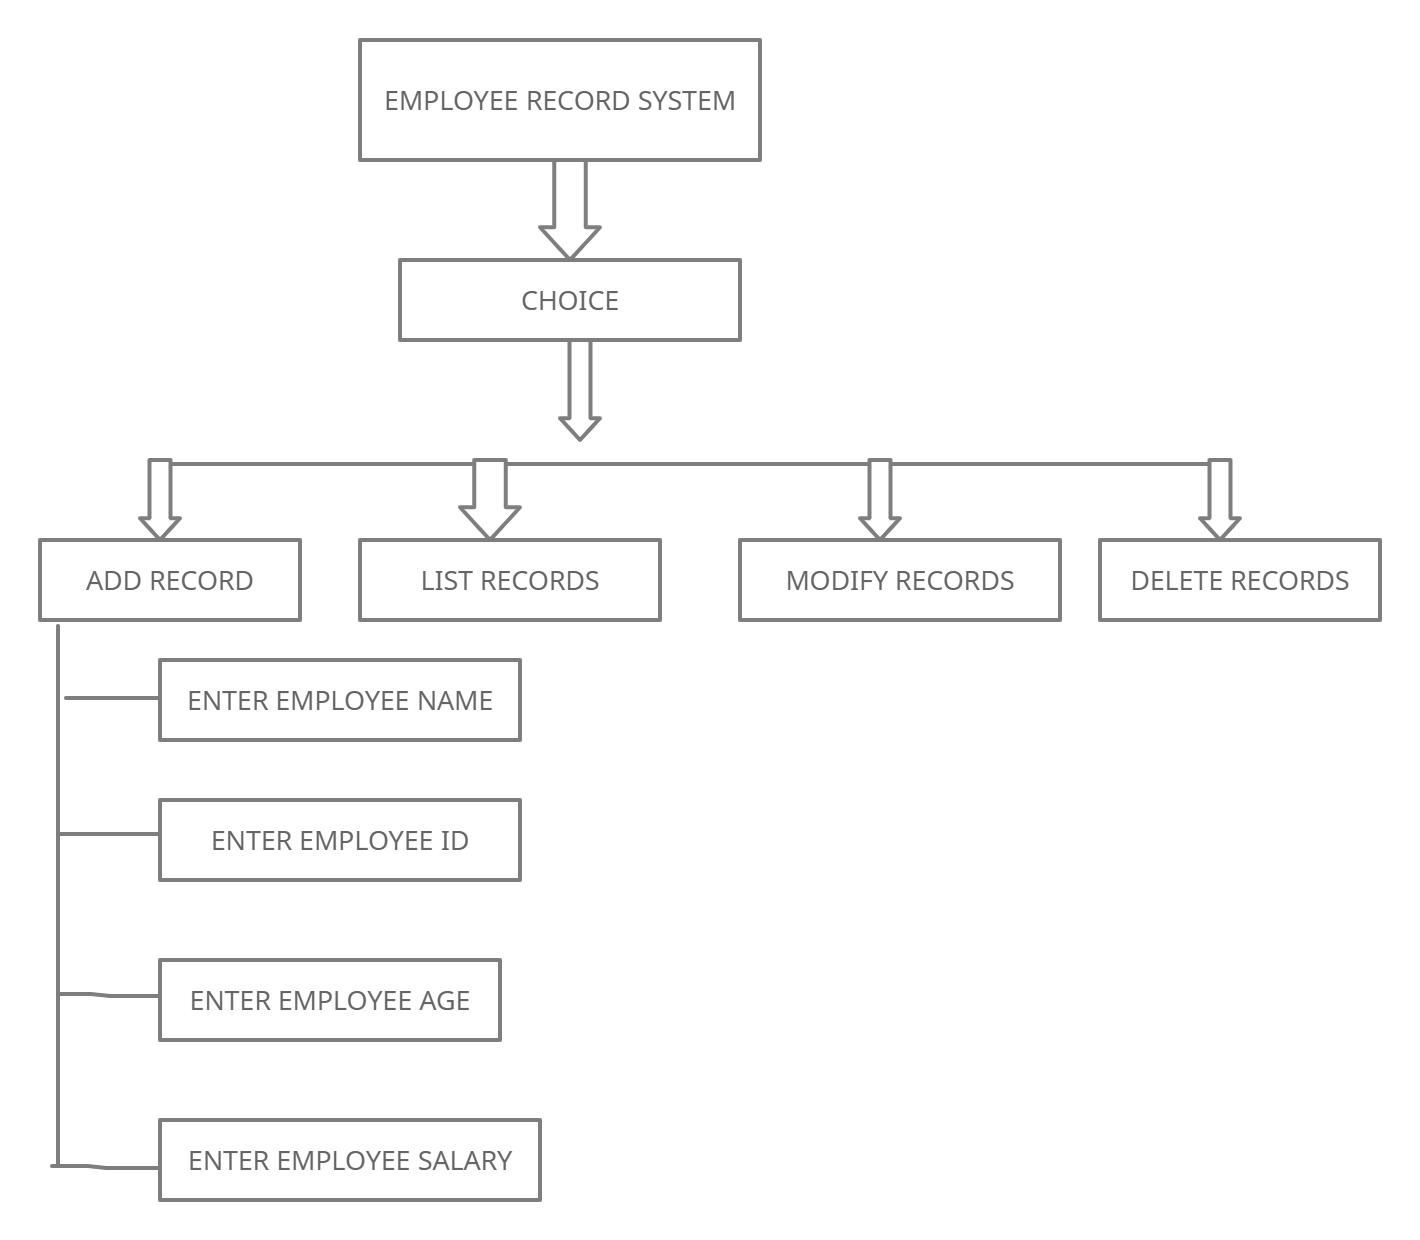 EMPLOYEE RECORD SYSTEM
CHOICE
ADD RECORD
LIST RECORDS
MODIFY RECORDS
DELETE RECORDS
ENTER EMPLOYEE NAME
ENTER EMPLOYEE ID
ENTER EMPLOYEE AGE
ENTER EMPLOYEE SALARY